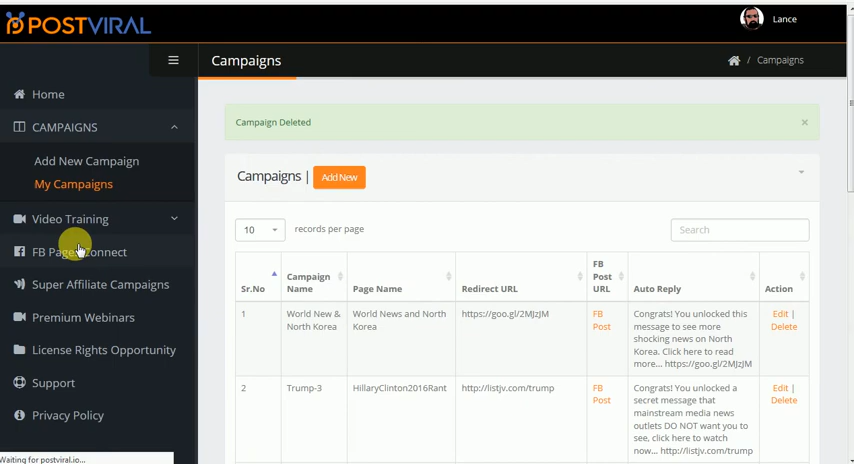 POSTVIRAL
Lance
Campaigns
/ Campaigns
Home
CAMPAIGNS
Add New Campaign
My Campaigns
Video Training
FB Page Connect
Super Affiliate Campaigns
Premium Webinars
License Rights Opportunity
Support
Privacy Policy
Waiting for postviral.io...
Campaign Deleted
×
Campaigns | Add New
10 records per page
Search
Sr.No
Campaign
Name
Page Name
Redirect URL
FB
Post
URL
Auto Reply
Action
1
World New &
North Korea
World News and North
Korea
https://goo.gl/2MJzJM
FB
Post
Congrats! You unlocked this
message to see more
shocking news on North
Korea. Click here to read
more... https://goo.gl/2MJzJM
Edit |
Delete
2
Trump-3
HillaryClinton2016Rant
http://listjv.com/trump
FB
Post
Congrats! You unlocked a
secret message that
mainstream media news
outlets DO NOT want you to
see, click here to watch
now... http://listjv.com/trump
Edit |
Delete